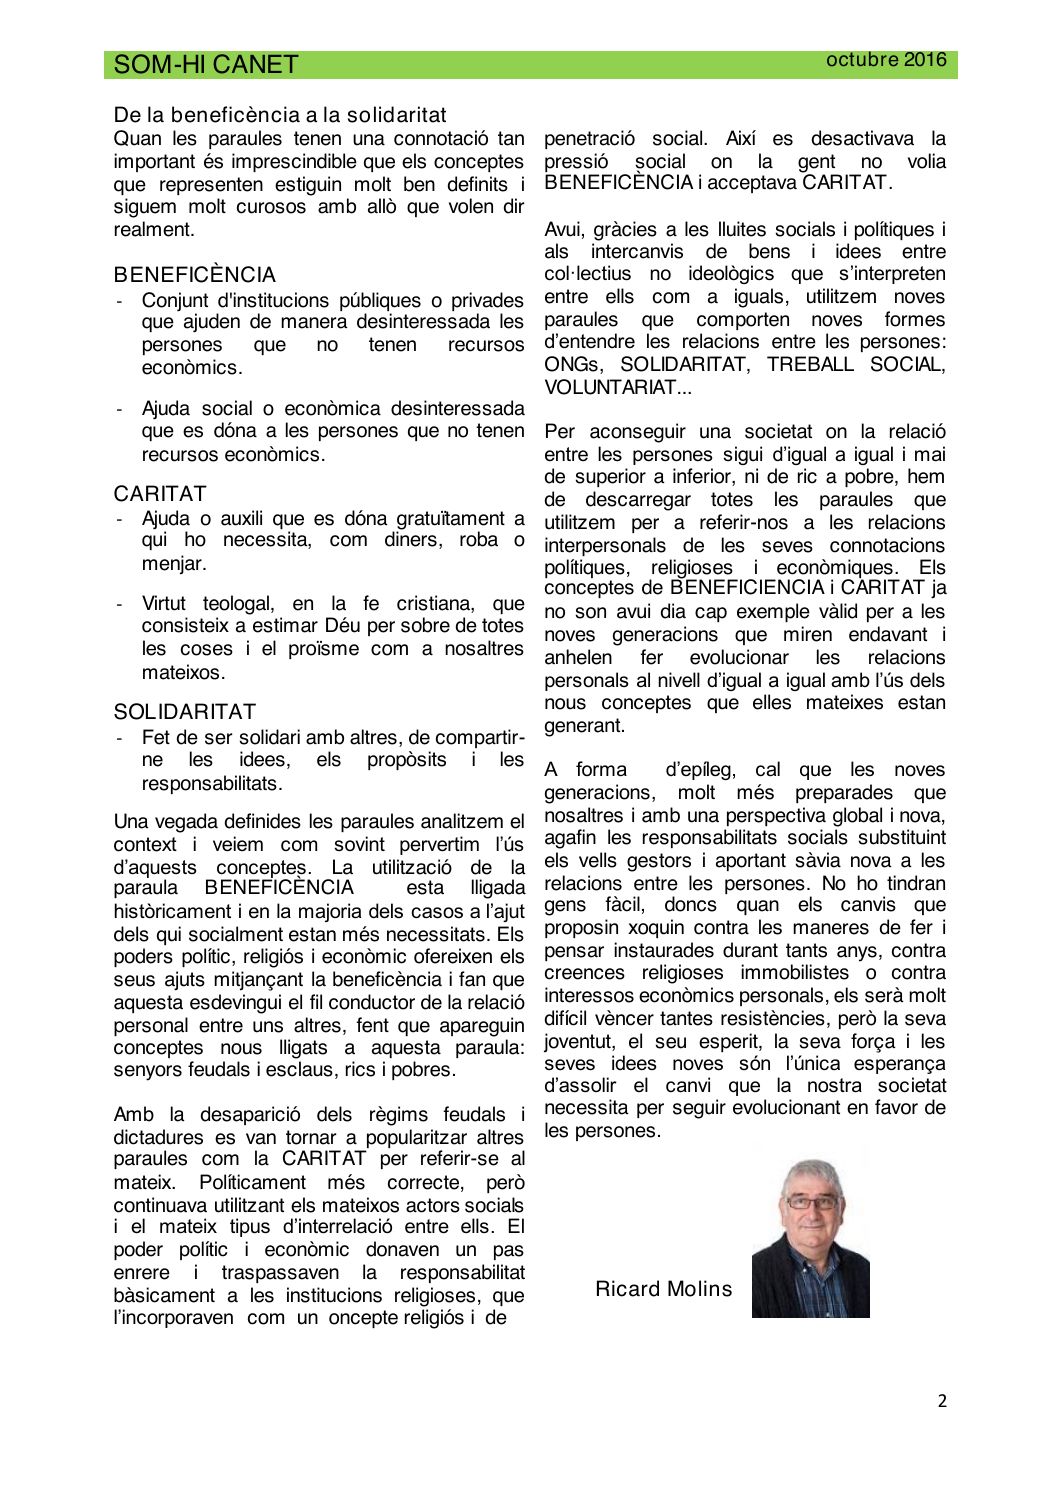 SOM-HI CANET
octubre 2016
De la beneficència a la solidaritat
Quan les paraules tenen una connotació tan
important és imprescindible que els conceptes
que representen estiguin molt ben definits i
siguem molt curosos amb allò que volen dir
realment.
BENEFICÈNCIA
- Conjunt d'institucions públiques o privades
que ajuden de manera desinteressada les
persones que no tenen recursos
econòmics.
- Ajuda social o econòmica desinteressada
que es dóna a les persones que no tenen
recursos econòmics.
CARITAT
- Ajuda o auxili que es dóna gratuïtament a
qui ho necessita, com diners, roba o
menjar.
- Virtut teologal, en la fe cristiana, que
consisteix a estimar Déu per sobre de totes
les coses i el proïsme com a nosaltres
mateixos.
SOLIDARITAT
- Fet de ser solidari amb altres, de compartir-
ne les idees, els propòsits i les
responsabilitats.
Una vegada definides les paraules analitzem el
context i veiem com sovint pervertim l’ús
d’aquests conceptes. La utilització de la
paraula BENEFICÈNCIA esta lligada
històricament i en la majoria dels casos a l’ajut
dels qui socialment estan més necessitats. Els
poders polític, religiós i econòmic ofereixen els
seus ajuts mitjançant la beneficència i fan que
aquesta esdevingui el fil conductor de la relació
personal entre uns altres, fent que apareguin
conceptes nous lligats a aquesta paraula:
senyors feudals i esclaus, rics i pobres.
Amb la desaparició dels règims feudals i
dictadures es van tornar a popularitzar altres
paraules com la CARITAT per referir-se al
mateix. Políticament més correcte, però
continuava utilitzant els mateixos actors socials
i el mateix tipus d’interrelació entre ells. El
poder polític i econòmic donaven un pas
enrere i traspassaven la responsabilitat
bàsicament a les institucions religioses, que
l’incorporaven com un oncepte religiós i de
penetració social. Així es desactivava la
pressió social on la gent no volia
BENEFICÈNCIA i acceptava CARITAT.
Avui, gràcies a les lluites socials i polítiques i
als intercanvis de bens i idees entre
col·lectius no ideològics que s’interpreten
entre ells com a iguals, utilitzem noves
paraules que comporten noves formes
d’entendre les relacions entre les persones:
ONGs, SOLIDARITAT, TREBALL SOCIAL,
VOLUNTARIAT...
Per aconseguir una societat on la relació
entre les persones sigui d’igual a igual i mai
de superior a inferior, ni de ric a pobre, hem
de descarregar totes les paraules que
utilitzem per a referir-nos a les relacions
interpersonals de les seves connotacions
polítiques, religioses i econòmiques. Els
conceptes de BENEFICIENCIA i CARITAT ja
no son avui dia cap exemple vàlid per a les
noves generacions que miren endavant i
anhelen fer evolucionar les relacions
personals al nivell d’igual a igual amb l’ús dels
nous conceptes que elles mateixes estan
generant.
A forma d’epíleg, cal que les noves
generacions, molt més preparades que
nosaltres i amb una perspectiva global i nova,
agafin les responsabilitats socials substituint
els vells gestors i aportant sàvia nova a les
relacions entre les persones. No ho tindran
gens fàcil, doncs quan els canvis que
proposin xoquin contra les maneres de fer i
pensar instaurades durant tants anys, contra
creences religioses immobilistes o contra
interessos econòmics personals, els serà molt
difícil vèncer tantes resistències, però la seva
joventut, el seu esperit, la seva força i les
seves idees noves són l’única esperança
d’assolir el canvi que la nostra societat
necessita per seguir evolucionant en favor de
les persones.
Ricard Molins
2